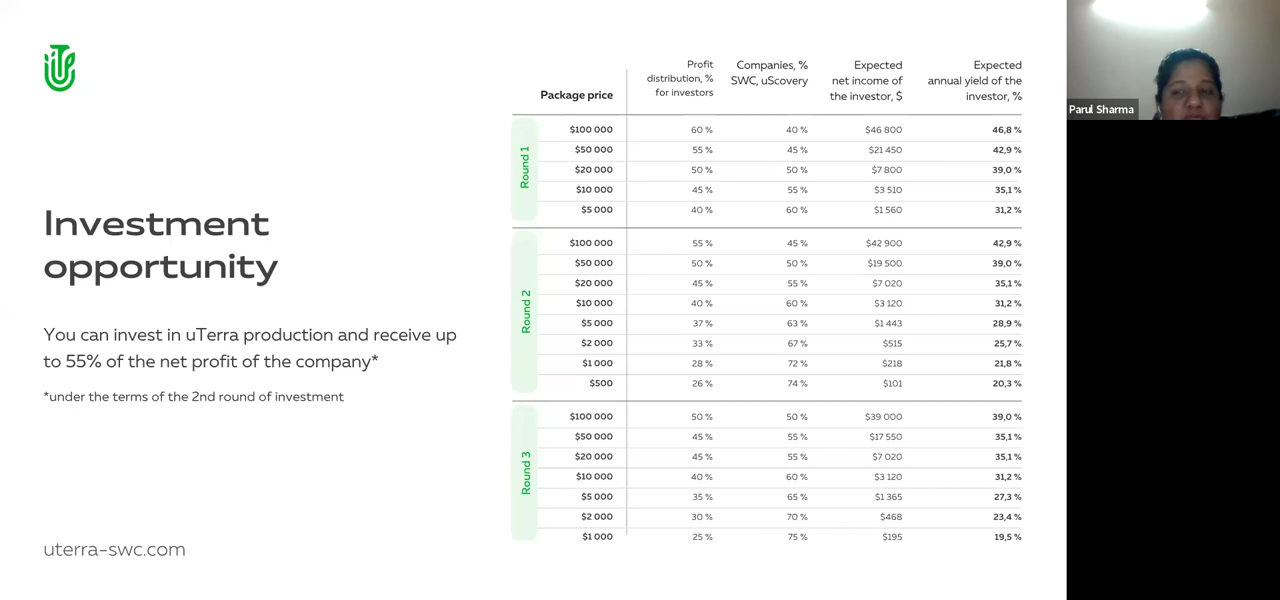 Investment
opportunity
You can invest in uTerra production and receive up
to 55% of the net profit of the company*
*under the terms of the 2nd round of investment
uterra-swc.com
Package price
Profit distribution, % for investors
Companies, % SWC, uScovery
Expected net income of the investor, $
Expected annual yield of the investor, %
Round 1
$100 000 60 % 40 % $46 800 46,8 %
$50 000 55 % 45 % $21 450 42,9 %
$20 000 50 % 50 % $7 800 39,0 %
$10 000 45 % 55 % $3 510 35,1 %
$5 000 40 % 60 % $1 560 31,2 %
Round 2
$100 000 55 % 45 % $42 900 42,9 %
$50 000 50 % 50 % $19 500 39,0 %
$20 000 45 % 55 % $7 020 35,1 %
$10 000 40 % 60 % $3 120 31,2 %
$5 000 37 % 63 % $1 443 28,9 %
$2 000 33 % 67 % $515 25,7 %
$1 000 28 % 72 % $218 21,8 %
$500 26 % 74 % $101 20,3 %
Round 3
$100 000 50 % 50 % $39 000 39,0 %
$50 000 45 % 55 % $17 550 35,1 %
$20 000 45 % 55 % $7 020 35,1 %
$10 000 40 % 60 % $3 120 31,2 %
$5 000 35 % 65 % $1 365 27,3 %
$2 000 30 % 70 % $468 23,4 %
$1 000 25 % 75 % $195 19,5 %
Parul Sharma